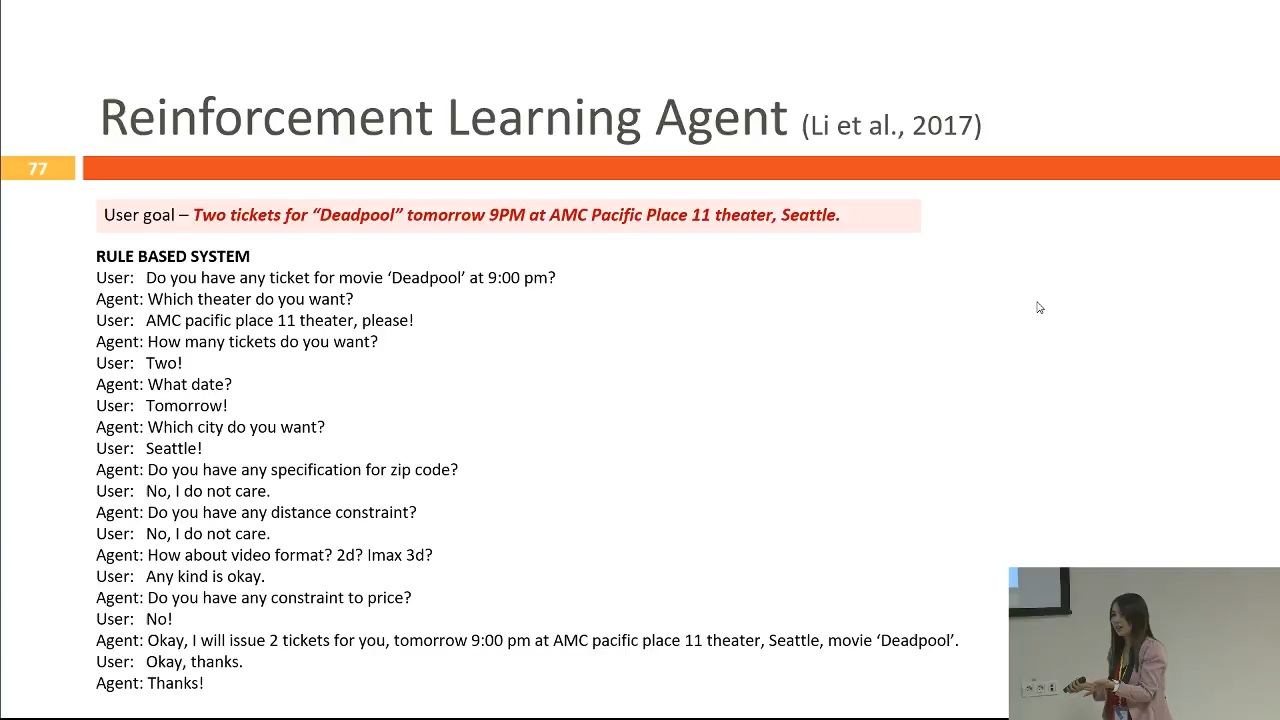 Reinforcement Learning Agent (Li et al., 2017)
77
User goal – Two tickets for “Deadpool” tomorrow 9PM at AMC Pacific Place 11 theater, Seattle.
RULE BASED SYSTEM
User: Do you have any ticket for movie ‘Deadpool’ at 9:00 pm?
Agent: Which theater do you want?
User: AMC pacific place 11 theater, please!
Agent: How many tickets do you want?
User: Two!
Agent: What date?
User: Tomorrow!
Agent: Which city do you want?
User: Seattle!
Agent: Do you have any specification for zip code?
User: No, I do not care.
Agent: Do you have any distance constraint?
User: No, I do not care.
Agent: How about video format? 2d? Imax 3d?
User: Any kind is okay.
Agent: Do you have any constraint to price?
User: No!
Agent: Okay, I will issue 2 tickets for you, tomorrow 9:00 pm at AMC pacific place 11 theater, Seattle, movie ‘Deadpool’.
User: Okay, thanks.
Agent: Thanks!